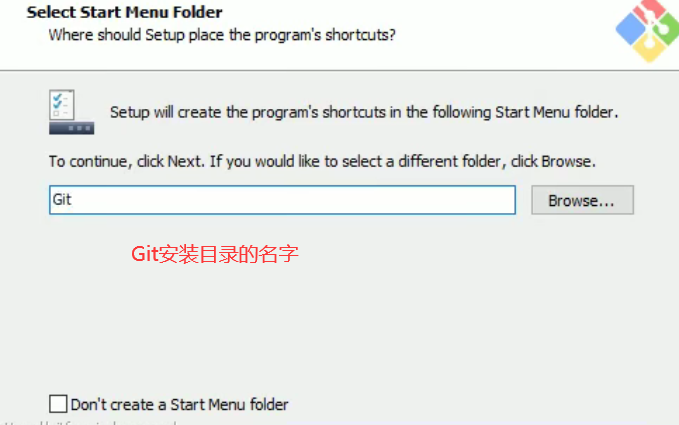 Select Start Menu Folder
Where should Setup place the program's shortcuts?
Setup will create the program's shortcuts in the following Start Menu folder.
To continue, click Next. If you would like to select a different folder, click Browse.
Git
Browse...
Git安装目录的名字
Don't create a Start Menu folder